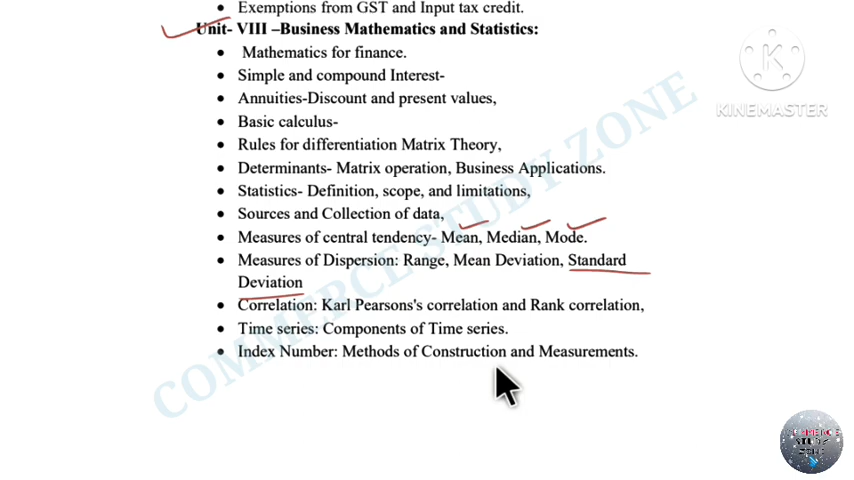 • Exemptions from GST and Input tax credit.
Unit- VIII –Business Mathematics and Statistics:
• Mathematics for finance.
• Simple and compound Interest-
• Annuities-Discount and present values,
• Basic calculus-
• Rules for differentiation Matrix Theory,
• Determinants- Matrix operation, Business Applications.
• Statistics- Definition, scope, and limitations,
• Sources and Collection of data,
• Measures of central tendency- Mean, Median, Mode.
• Measures of Dispersion: Range, Mean Deviation, Standard
Deviation
• Correlation: Karl Pearsons's correlation and Rank correlation,
• Time series: Components of Time series.
• Index Number: Methods of Construction and Measurements.
COMMERCE STUDY ZONE
K
KINEMASTER
COMMERCE
STUDY
ZONE